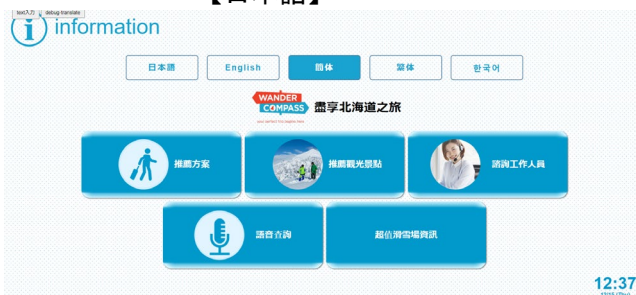 【日本語】
text入力 debug-translate
i information
日本語 English 簡体 繁体 한국어
WANDER
COMPASS 盡享北海道之旅
推薦方案 推薦觀光景點 諮詢工作人員
語音查詢 超值滑雪場資訊
12:37